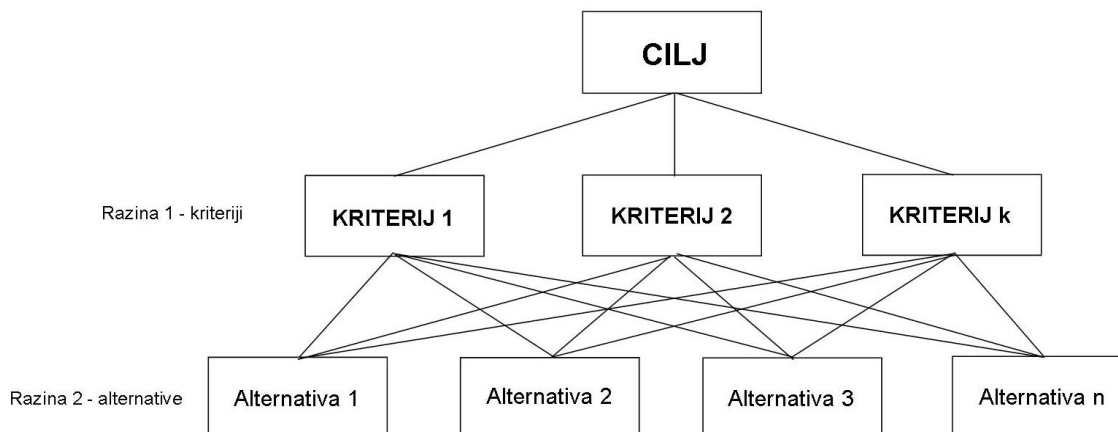 CILJ
Razina 1 - kriteriji
KRITERIJ 1
KRITERIJ 2
KRITERIJ k
Razina 2 - alternative
Alternativa 1
Alternativa 2
Alternativa 3
Alternativa n